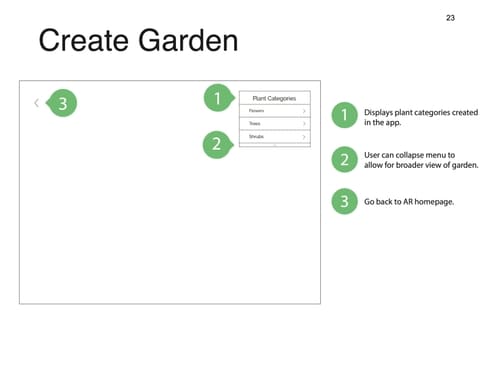 23
Create Garden
3
1
Plant Categories
Flowers
Trees
Shrubs
2
1
Displays plant categories created
in the app.
2
User can collapse menu to
allow for broader view of garden.
3
Go back to AR homepage.